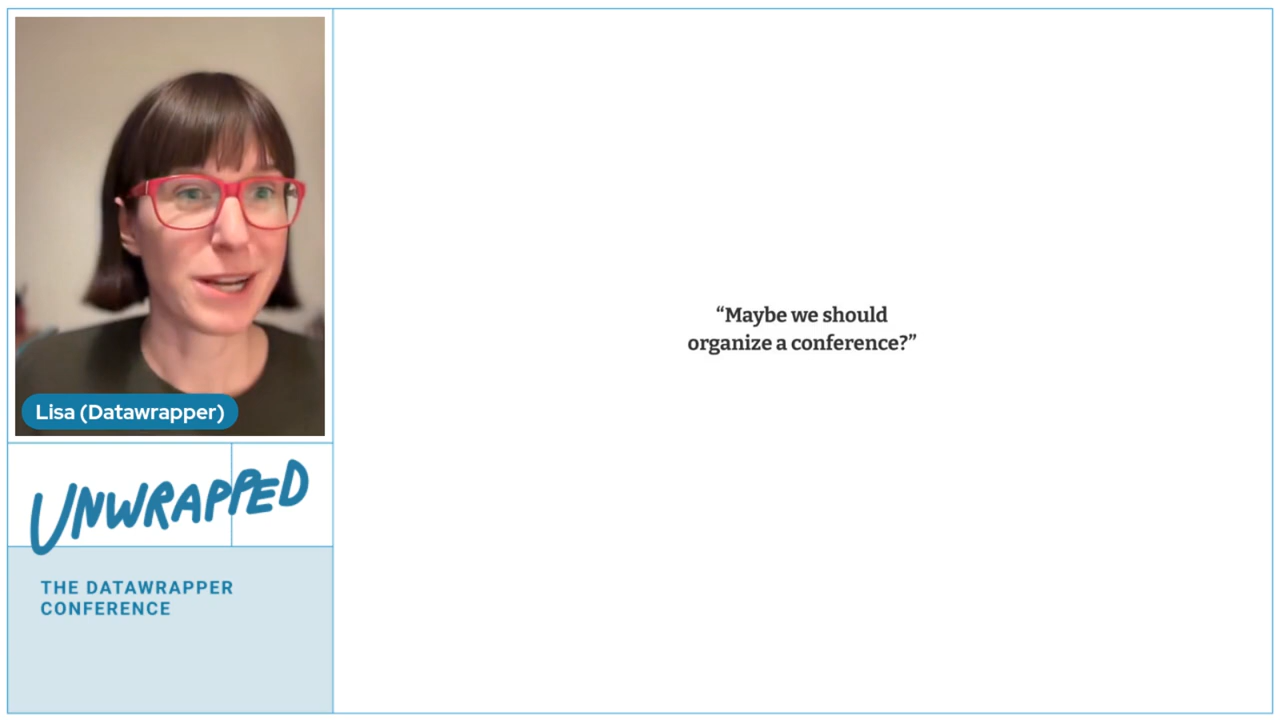 Lisa (Datawrapper)
UNWRAPPED
THE DATAWRAPPER
CONFERENCE
“Maybe we should
organize a conference?”